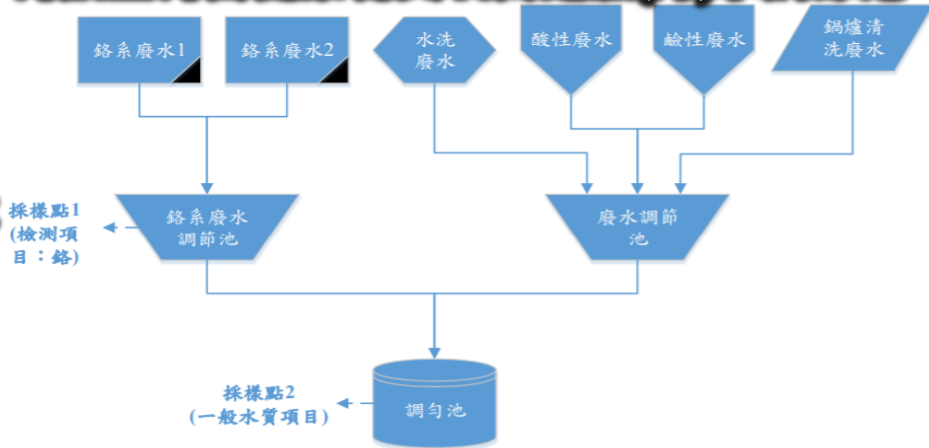 鉻系廢水1
鉻系廢水2
水洗
廢水
酸性廢水
鹼性廢水
鍋爐清
洗廢水
採樣點1
(檢測項
目：鉻)
鉻系廢水
調節池
廢水調節
池
採樣點2
(一般水質項目)
調勻池